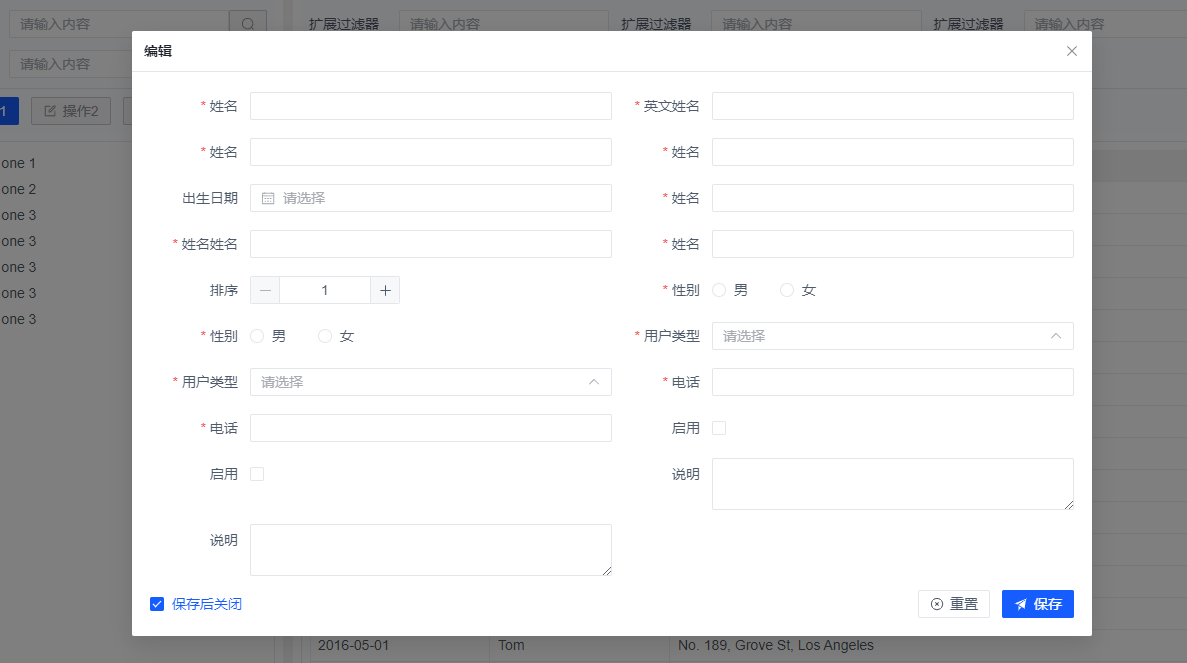 请输入内容
扩展过滤器 请输入内容 扩展过滤器 请输入内容 扩展过滤器 请输入内容
请输入内容
1 操作2
one 1
one 2
one 3
one 3
one 3
one 3
one 3
编辑
* 姓名
* 英文姓名
* 姓名
* 姓名
出生日期 请选择
* 姓名
* 姓名姓名
* 姓名
排序 1
* 性别 男 女
* 性别 男 女
* 用户类型 请选择
* 用户类型 请选择
* 电话
* 电话
启用
启用
说明
说明
保存后关闭
重置 保存
2016-05-01 Tom No. 189, Grove St, Los Angeles